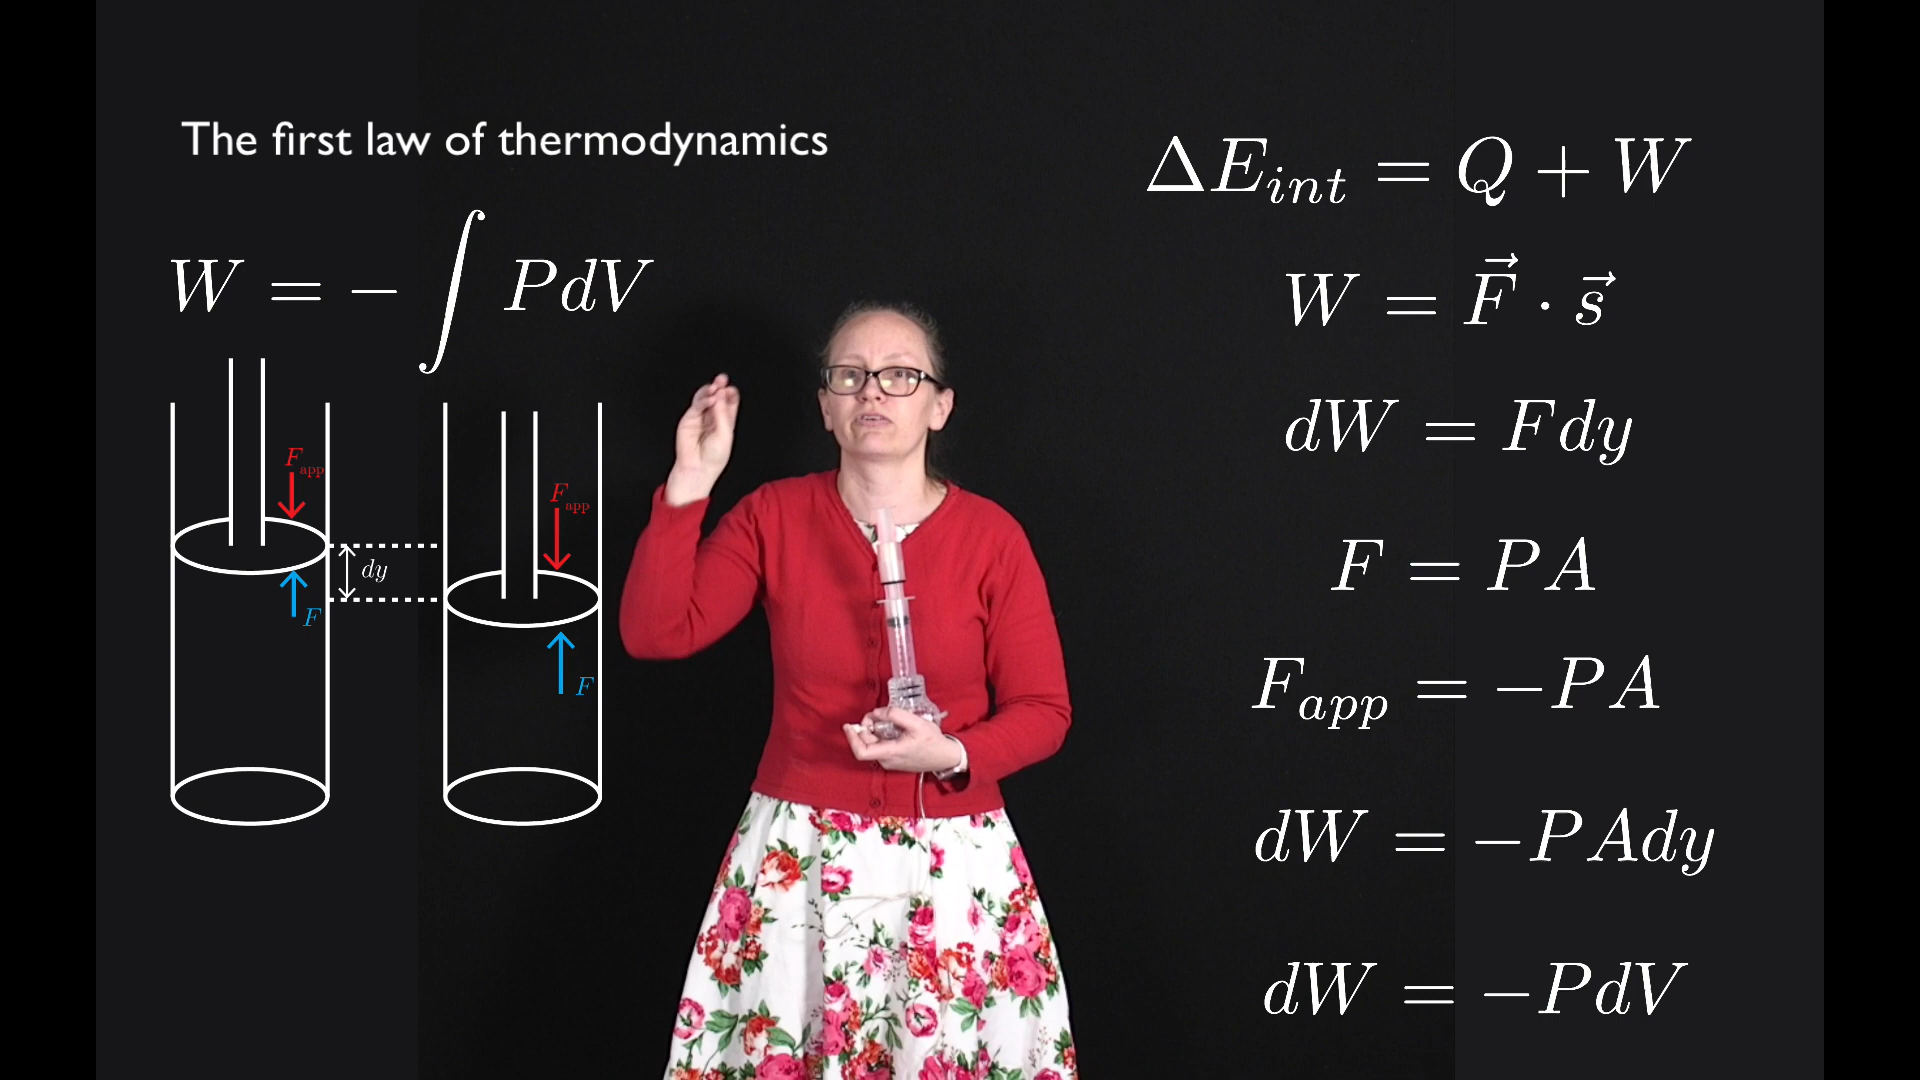 The first law of thermodynamics
W = − ∫ PdV
F_app
F
dy
F_app
F
ΔE_int = Q + W
W = F⃗ · s⃗
dW = Fdy
F = PA
F_app = −PA
dW = −PAdy
dW = −PdV